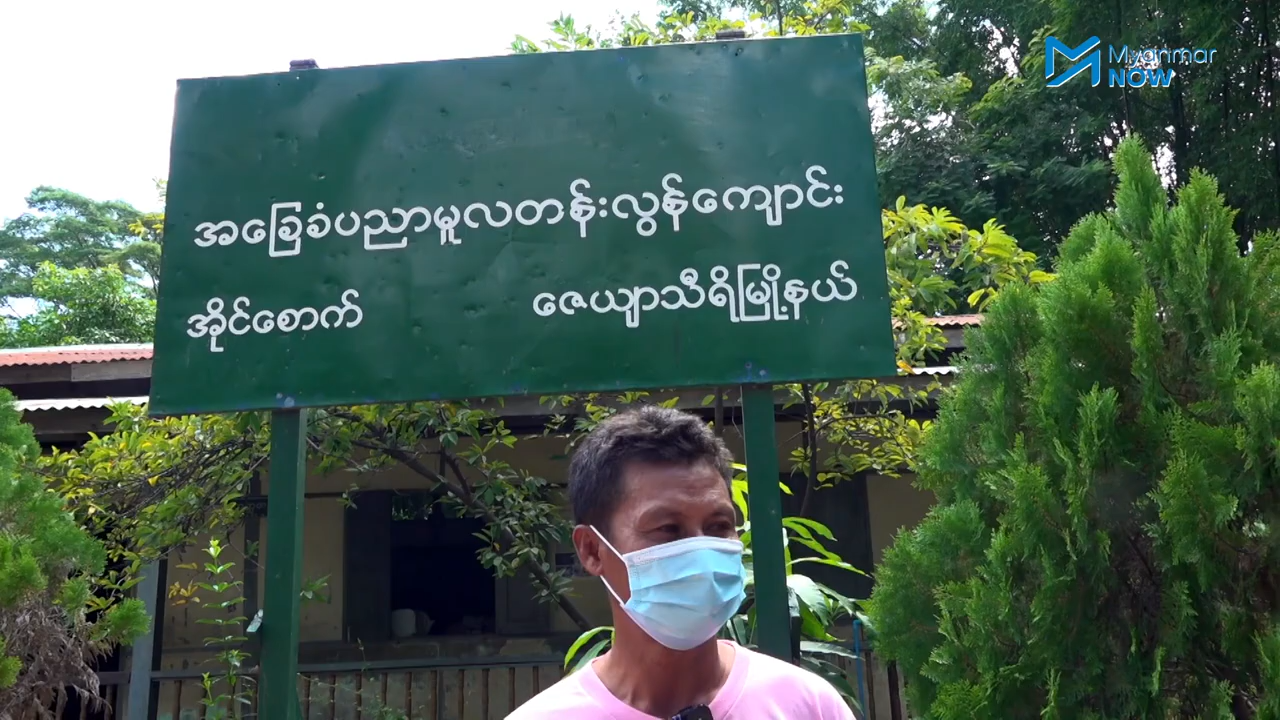 Myanmar
NOW
အခြေခံပညာမူလတန်းလွန်ကျောင်း
အိုင်စောက် ဇေယျာသီရိမြို့နယ်